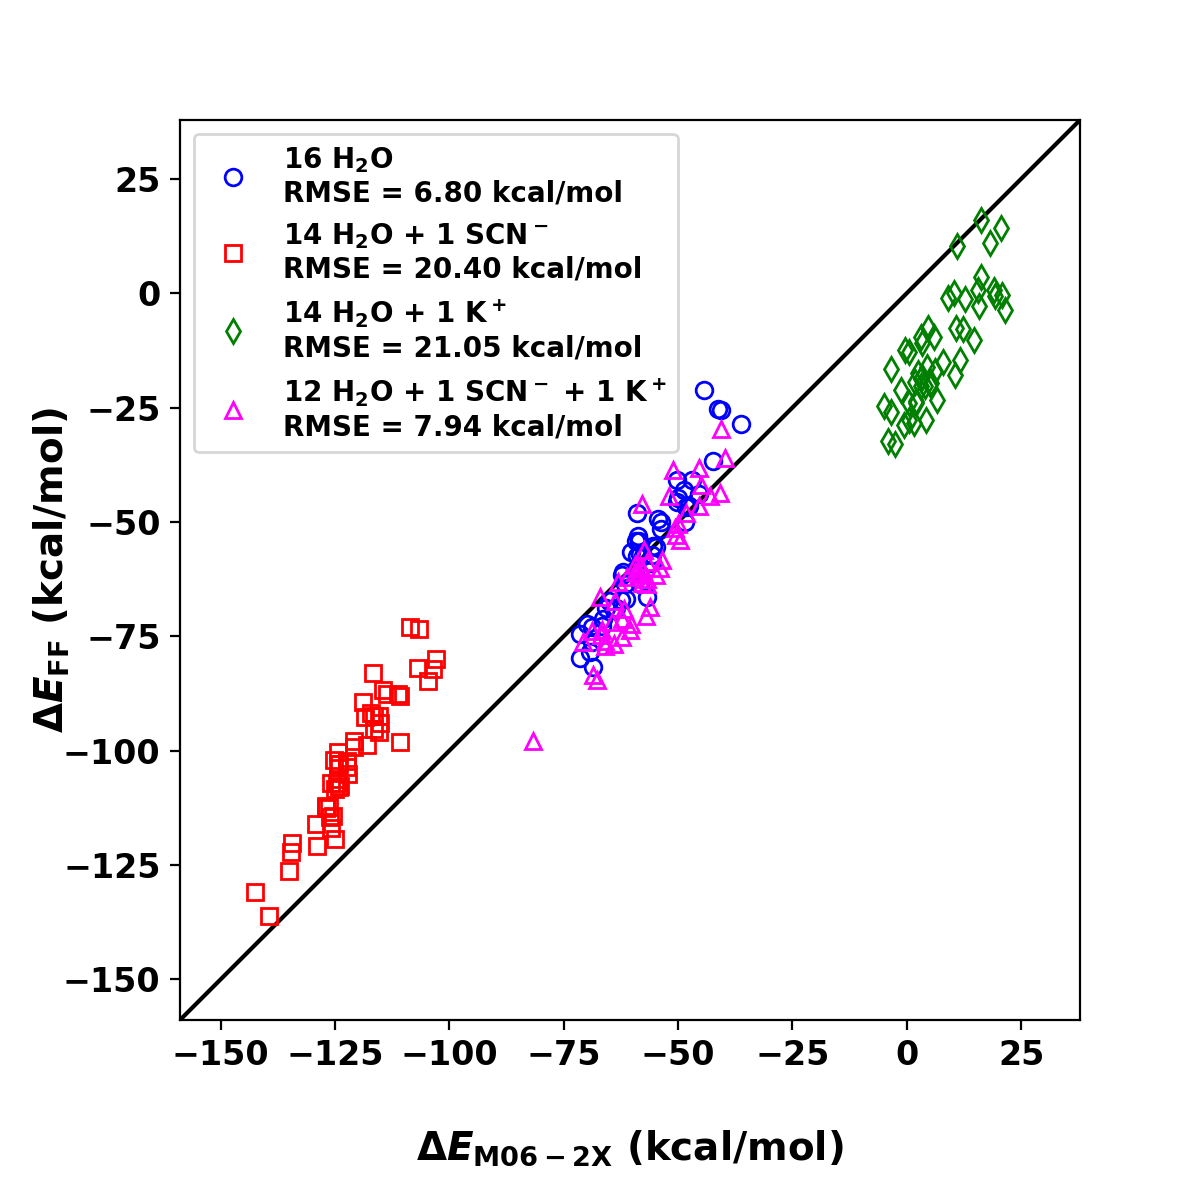 16 H₂O
RMSE = 6.80 kcal/mol
14 H₂O + 1 SCN⁻
RMSE = 20.40 kcal/mol
14 H₂O + 1 K⁺
RMSE = 21.05 kcal/mol
12 H₂O + 1 SCN⁻ + 1 K⁺
RMSE = 7.94 kcal/mol
25
0
−25
−50
−75
−100
−125
−150
ΔE_FF (kcal/mol)
−150 −125 −100 −75 −50 −25 0 25
ΔE_M06−2X (kcal/mol)